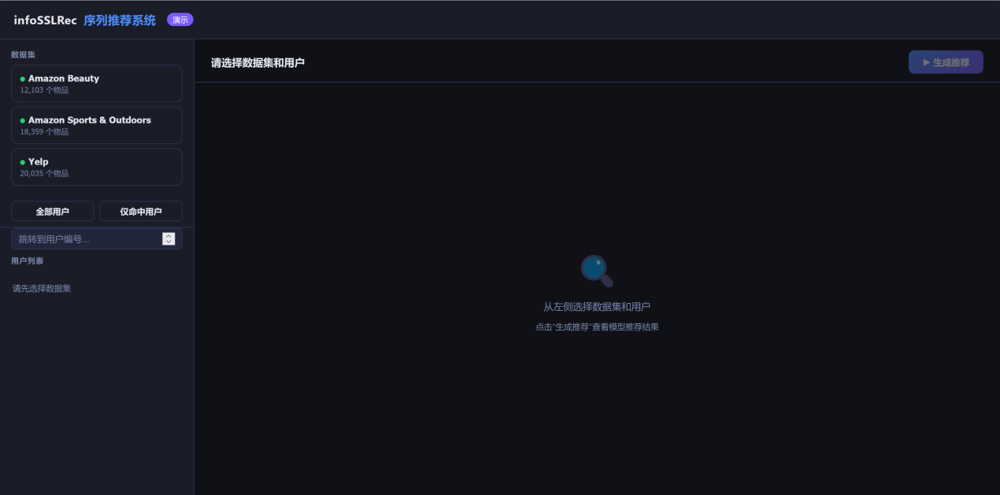 infoSSLRec 序列推荐系统 演示
数据集
Amazon Beauty
12,103 个物品
Amazon Sports & Outdoors
18,359 个物品
Yelp
20,035 个物品
全部用户 仅命中用户
跳转到用户编号...
用户列表
请先选择数据集
请选择数据集和用户
▶ 生成推荐
从左侧选择数据集和用户
点击"生成推荐"查看模型推荐结果